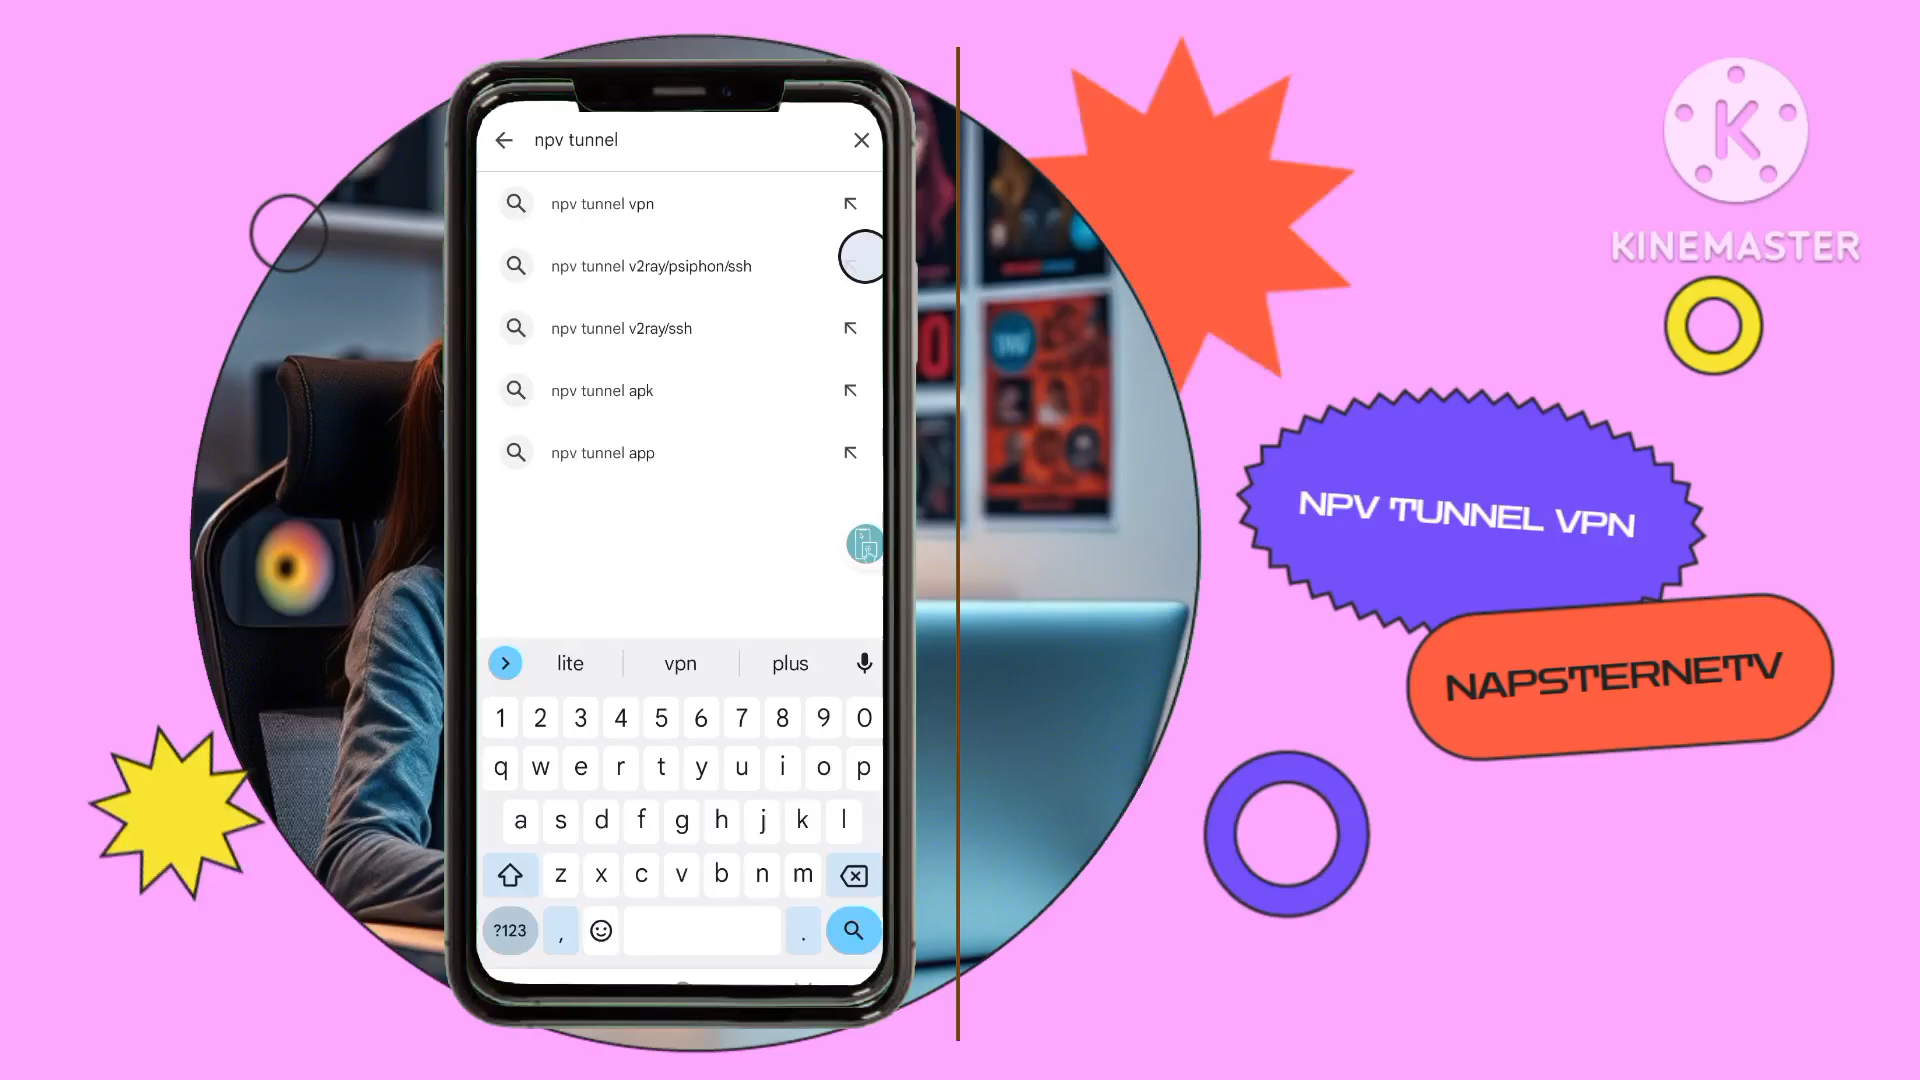 npv tunnel
npv tunnel vpn
npv tunnel v2ray/psiphon/ssh
npv tunnel v2ray/ssh
npv tunnel apk
npv tunnel app
lite
vpn
plus
1 2 3 4 5 6 7 8 9 0
q w e r t y u i o p
a s d f g h j k l
z x c v b n m
?123 , .
K
KINEMASTER
NPV TUNNEL VPN
NAPSTERNETV